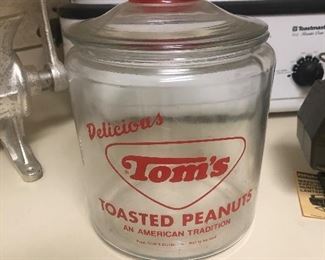 Toastmaster
Delicious
Tom's
TOASTED PEANUTS
AN AMERICAN TRADITION